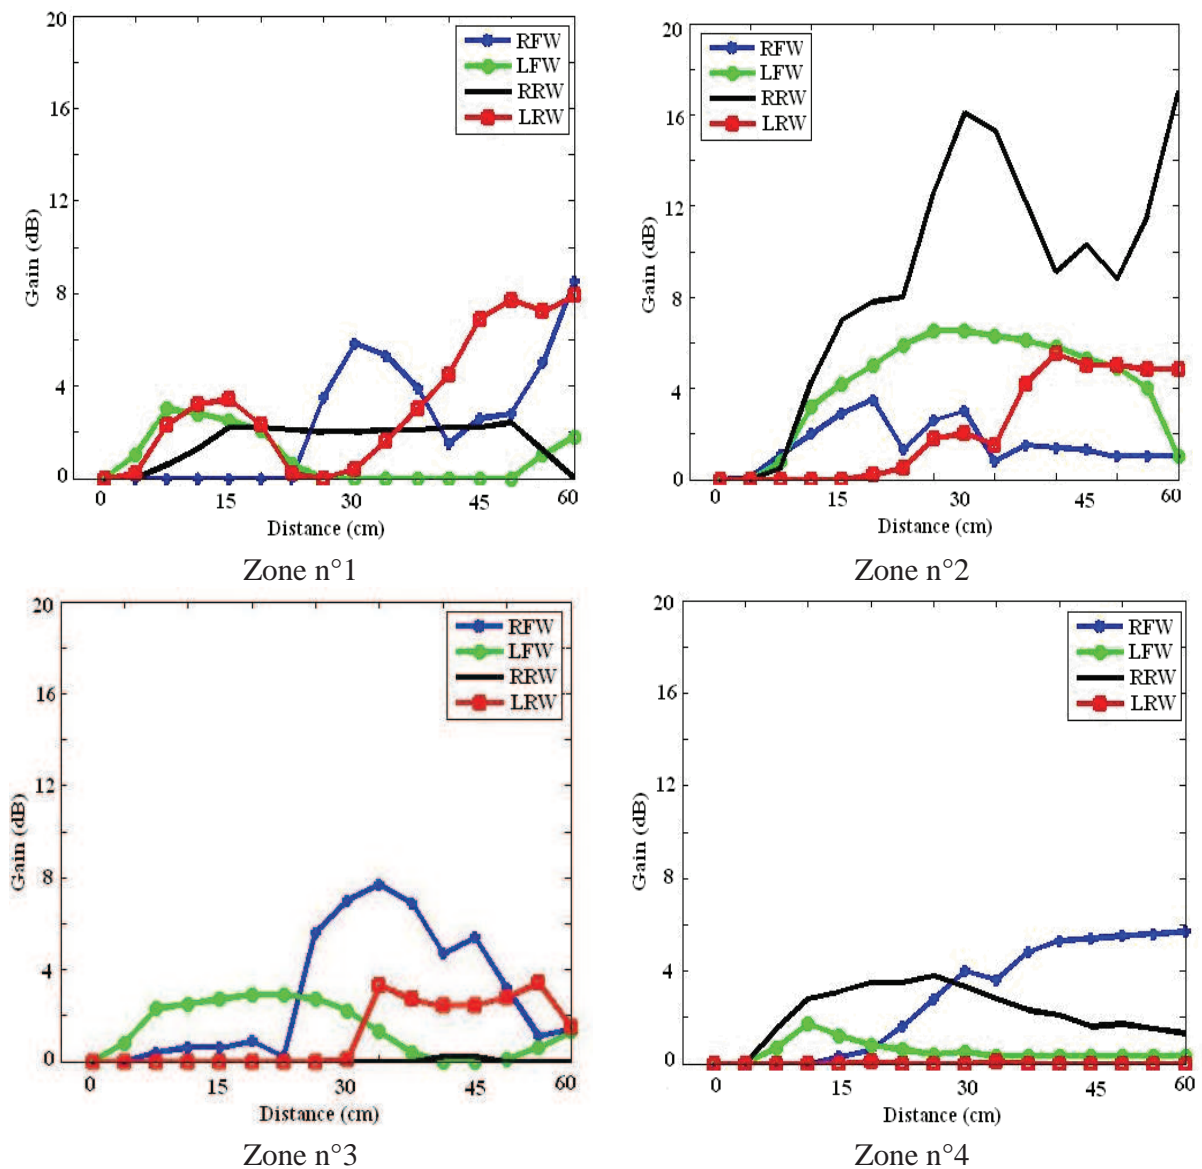 20
16
12
8
4
0
Gain (dB)
RFW
LFW
RRW
LRW
0 15 30 45 60
Distance (cm)
Zone n°1
20
16
12
8
4
0
Gain (dB)
RFW
LFW
RRW
LRW
0 15 30 45 60
Distance (cm)
Zone n°2
20
16
12
8
4
0
Gain (dB)
RFW
LFW
RRW
LRW
0 15 30 45 60
Distance (cm)
Zone n°3
20
16
12
8
4
0
Gain (dB)
RFW
LFW
RRW
LRW
0 15 30 45 60
Distance (cm)
Zone n°4